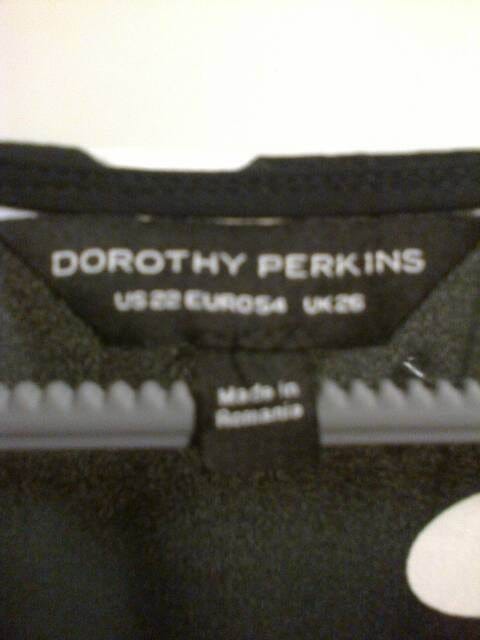 DOROTHY PERKINS
US 22 EURO 54 UK 26
Made in
Romania